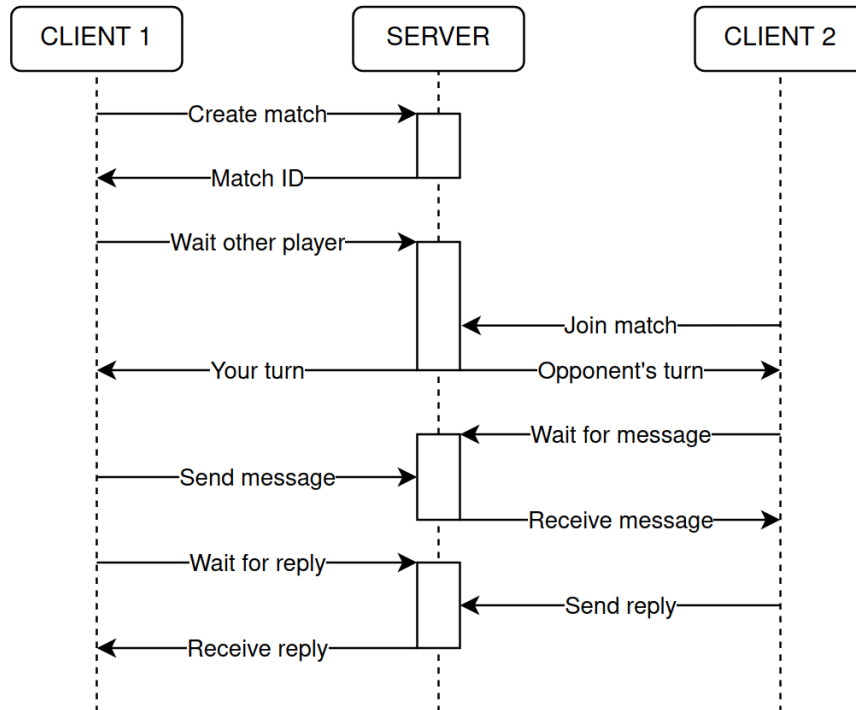 CLIENT 1
SERVER
CLIENT 2
Create match
Match ID
Wait other player
Join match
Your turn
Opponent's turn
Wait for message
Send message
Receive message
Wait for reply
Send reply
Receive reply